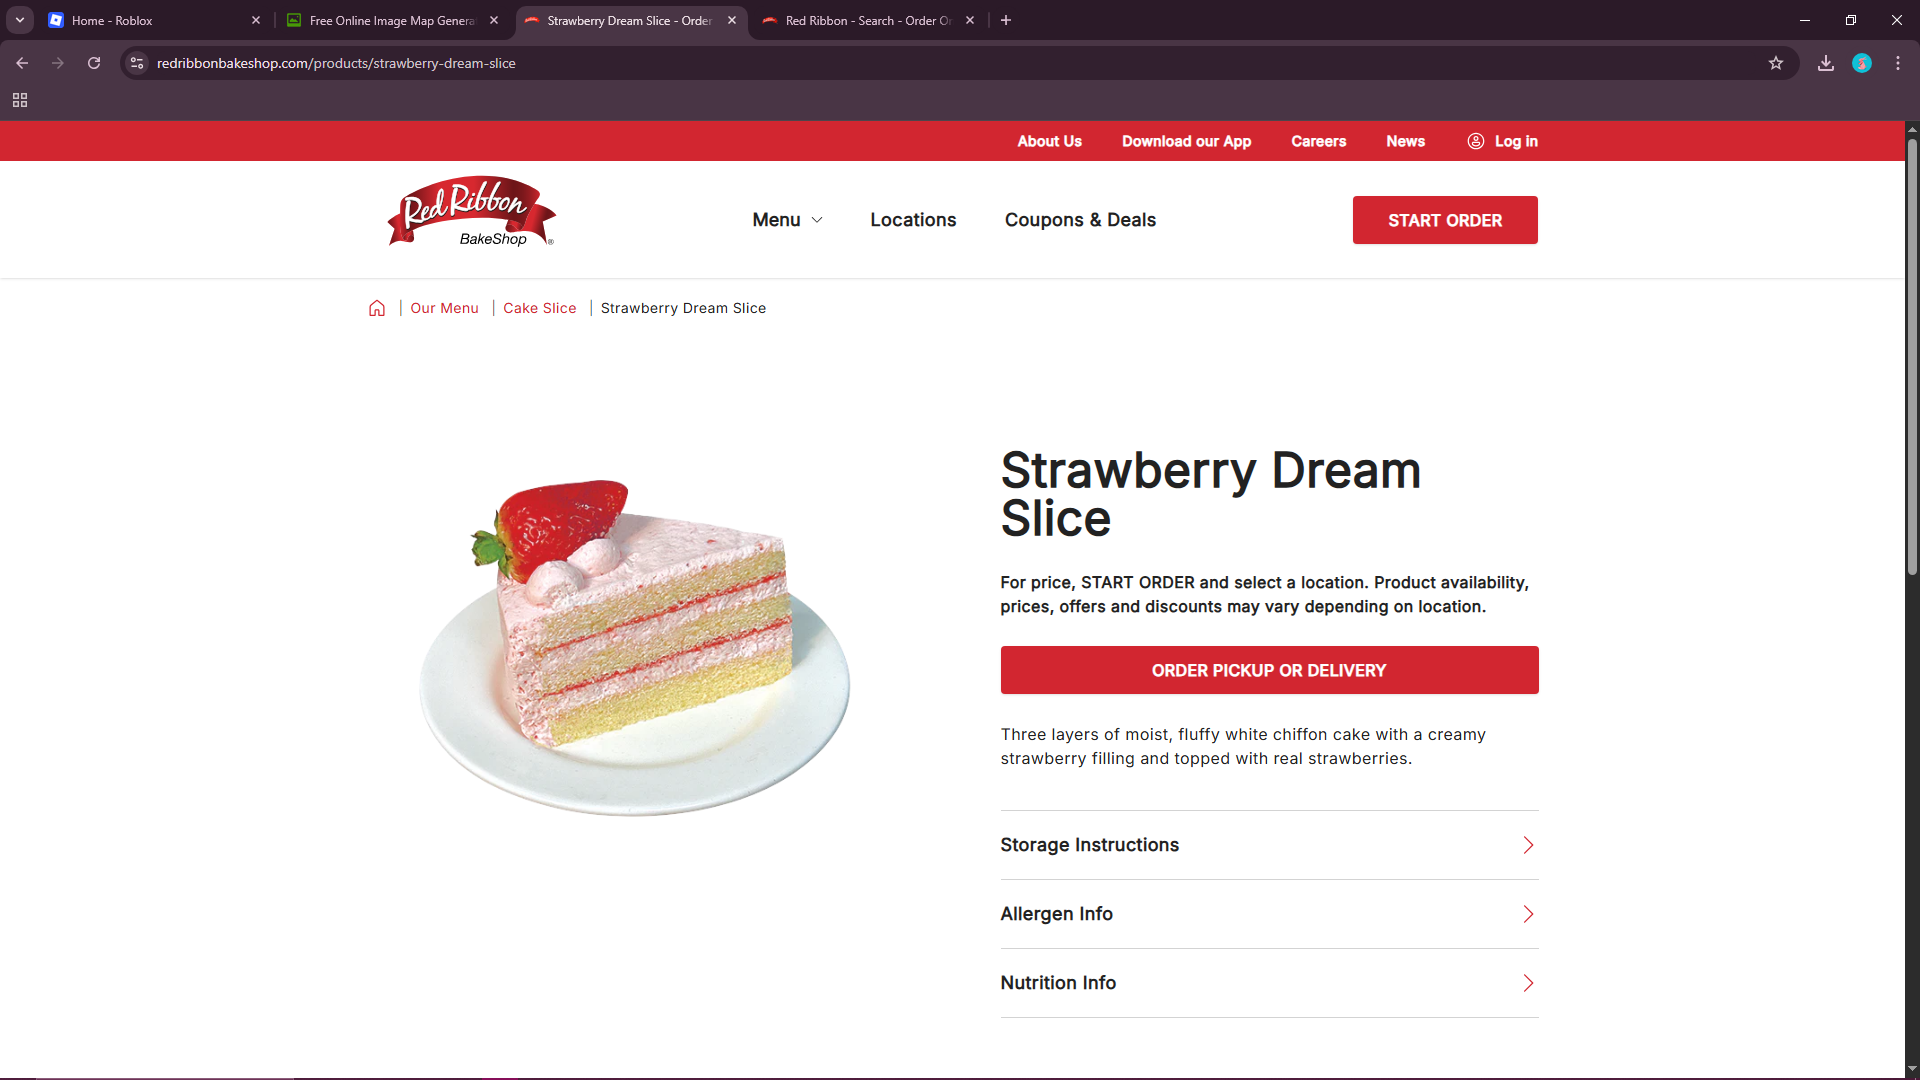 Home - Roblox
Free Online Image Map Genera
Strawberry Dream Slice - Order
Red Ribbon - Search - Order O
redribbonbakeshop.com/products/strawberry-dream-slice
About Us
Download our App
Careers
News
Log in
Red Ribbon
BakeShop®
Menu
Locations
Coupons & Deals
START ORDER
Our Menu
Cake Slice
Strawberry Dream Slice
Strawberry Dream
Slice
For price, START ORDER and select a location. Product availability,
prices, offers and discounts may vary depending on location.
ORDER PICKUP OR DELIVERY
Three layers of moist, fluffy white chiffon cake with a creamy
strawberry filling and topped with real strawberries.
Storage Instructions
Allergen Info
Nutrition Info